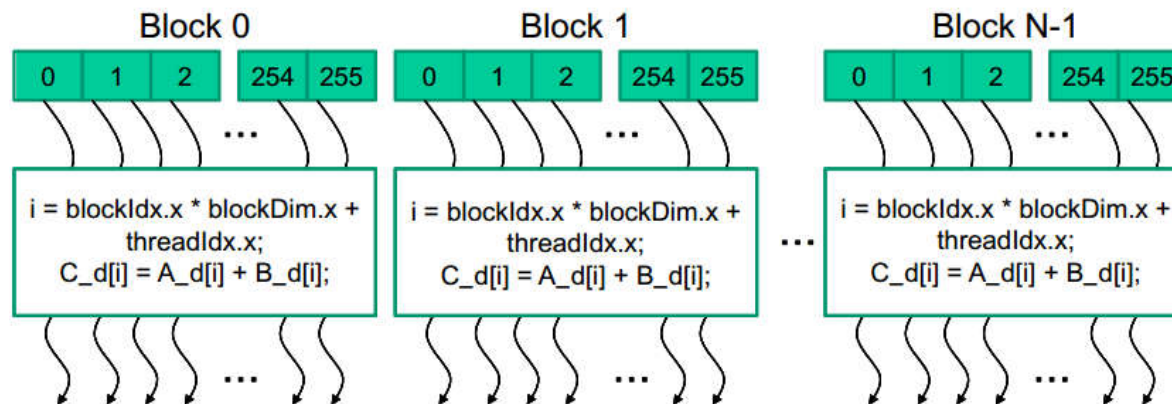 Block 0
0 1 2 254 255
...
i = blockIdx.x * blockDim.x +
threadIdx.x;
C_d[i] = A_d[i] + B_d[i];
...
Block 1
0 1 2 254 255
...
i = blockIdx.x * blockDim.x +
threadIdx.x;
C_d[i] = A_d[i] + B_d[i];
...
...
Block N-1
0 1 2 254 255
...
i = blockIdx.x * blockDim.x +
threadIdx.x;
C_d[i] = A_d[i] + B_d[i];
...